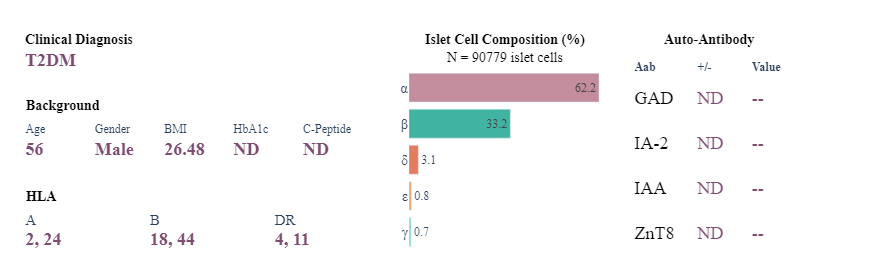 Clinical Diagnosis
T2DM
Background
Age Gender BMI HbA1c C-Peptide
56 Male 26.48 ND ND
HLA
A B DR
2, 24 18, 44 4, 11
Islet Cell Composition (%)
N = 90779 islet cells
α 62.2
β 33.2
δ 3.1
ε 0.8
γ 0.7
Auto-Antibody
Aab +/- Value
GAD ND --
IA-2 ND --
IAA ND --
ZnT8 ND --